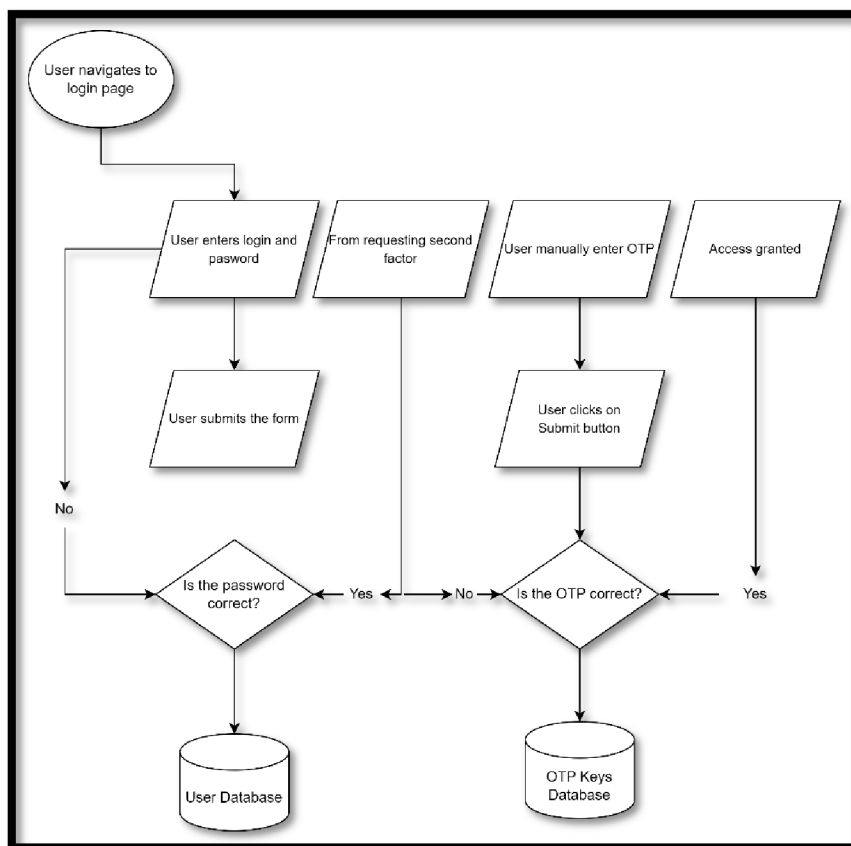 User navigates to
login page
User enters login and
pasword
From requesting second
factor
User manually enter OTP
Access granted
User submits the form
User clicks on
Submit button
No
Is the password
correct?
Yes
No
Is the OTP correct?
Yes
User Database
OTP Keys
Database